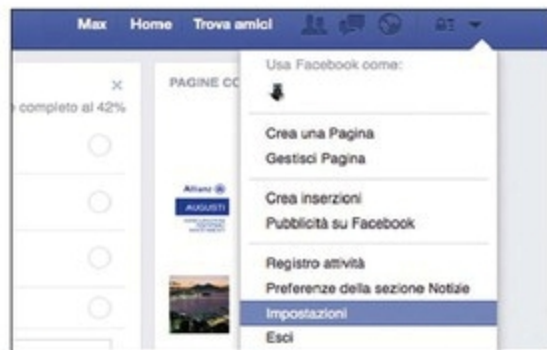 Max Home Trova amici
Usa Facebook come:
PAGINE CO
completo al 42%
Crea una Pagina
Gestisci Pagina
Allianz
AUGUSTI
Crea inserzioni
Pubblicità su Facebook
Registro attività
Preferenze della sezione Notizie
Impostazioni
Esci